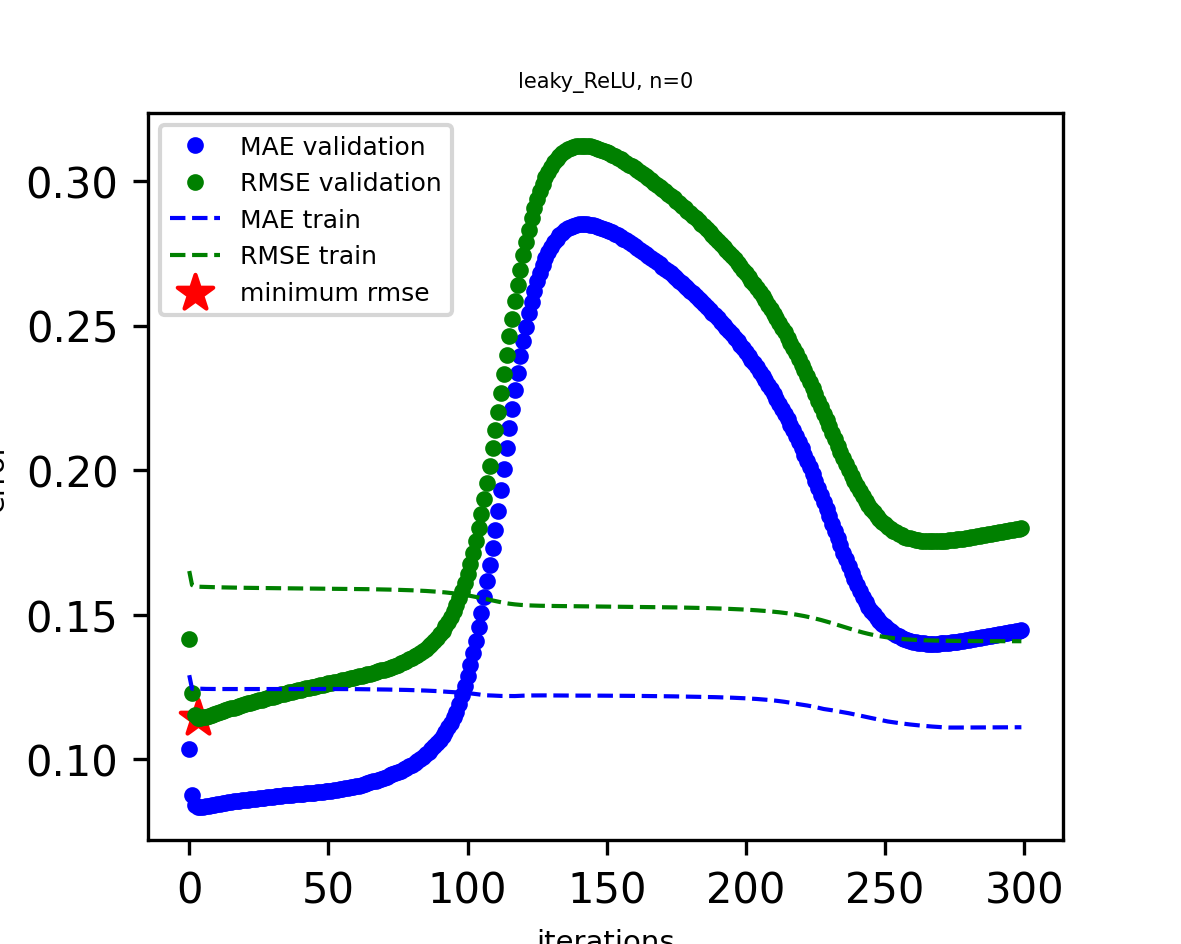 leaky_ReLU, n=0
MAE validation
RMSE validation
MAE train
RMSE train
minimum rmse
0.30
0.25
0.20
0.15
0.10
0 50 100 150 200 250 300
iterations